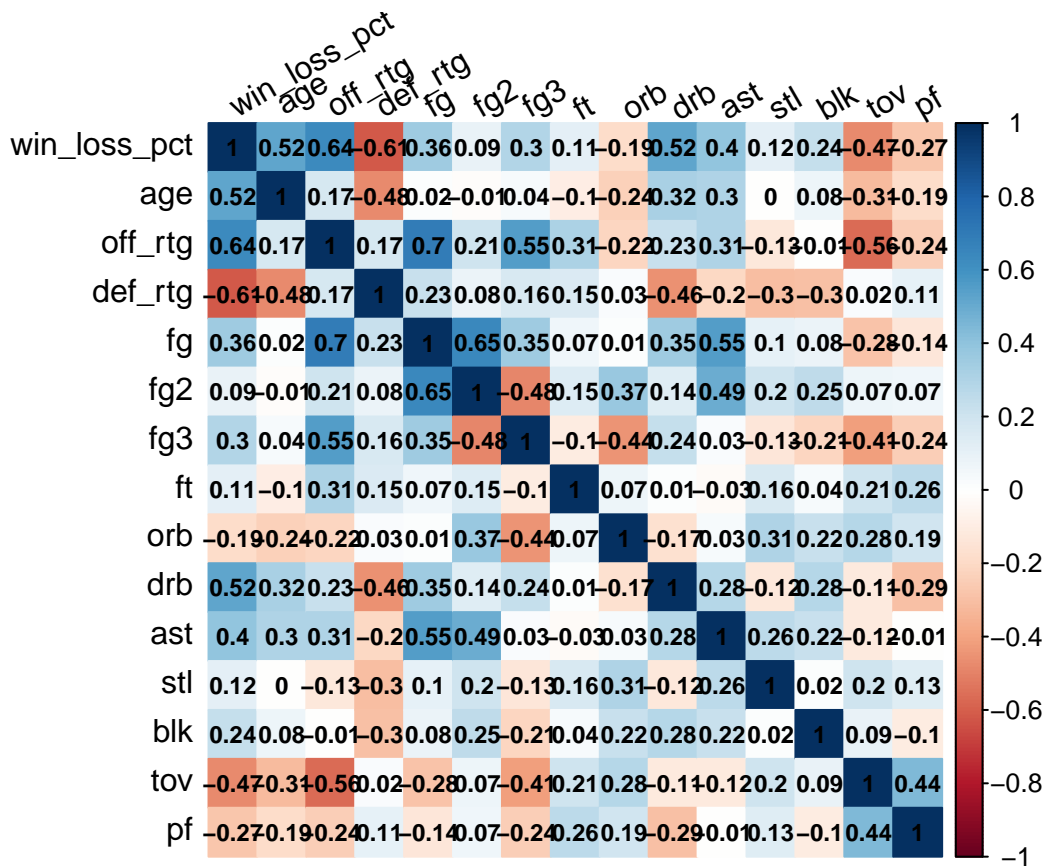 win_loss_pct age off_rtg def_rtg fg fg2 fg3 ft orb drb ast stl blk tov pf
win_loss_pct 1 0.52 0.64 −0.61 0.36 0.09 0.3 0.11 −0.19 0.52 0.4 0.12 0.24 −0.47 −0.27
age 0.52 1 0.17 −0.48 0.02 −0.01 0.04 −0.1 −0.24 0.32 0.3 0 0.08 −0.31 −0.19
off_rtg 0.64 0.17 1 0.17 0.7 0.21 0.55 0.31 −0.22 0.23 0.31 −0.13 −0.01 −0.56 −0.24
def_rtg −0.61 −0.48 0.17 1 0.23 0.08 0.16 0.15 0.03 −0.46 −0.2 −0.3 −0.3 0.02 0.11
fg 0.36 0.02 0.7 0.23 1 0.65 0.35 0.07 0.01 0.35 0.55 0.1 0.08 −0.28 −0.14
fg2 0.09 −0.01 0.21 0.08 0.65 1 −0.48 0.15 0.37 0.14 0.49 0.2 0.25 0.07 0.07
fg3 0.3 0.04 0.55 0.16 0.35 −0.48 1 −0.1 −0.44 0.24 0.03 −0.13 −0.21 −0.41 −0.24
ft 0.11 −0.1 0.31 0.15 0.07 0.15 −0.1 1 0.07 0.01 −0.03 0.16 0.04 0.21 0.26
orb −0.19 −0.24 −0.22 0.03 0.01 0.37 −0.44 0.07 1 −0.17 0.03 0.31 0.22 0.28 0.19
drb 0.52 0.32 0.23 −0.46 0.35 0.14 0.24 0.01 −0.17 1 0.28 −0.12 0.28 −0.11 −0.29
ast 0.4 0.3 0.31 −0.2 0.55 0.49 0.03 −0.03 0.03 0.28 1 0.26 0.22 −0.12 −0.01
stl 0.12 0 −0.13 −0.3 0.1 0.2 −0.13 0.16 0.31 −0.12 0.26 1 0.02 0.2 0.13
blk 0.24 0.08 −0.01 −0.3 0.08 0.25 −0.21 0.04 0.22 0.28 0.22 0.02 1 0.09 −0.1
tov −0.47 −0.31 −0.56 0.02 −0.28 0.07 −0.41 0.21 0.28 −0.11 −0.12 0.2 0.09 1 0.44
pf −0.27 −0.19 −0.24 0.11 −0.14 0.07 −0.24 0.26 0.19 −0.29 −0.01 0.13 −0.1 0.44 1
1
0.8
0.6
0.4
0.2
0
−0.2
−0.4
−0.6
−0.8
−1